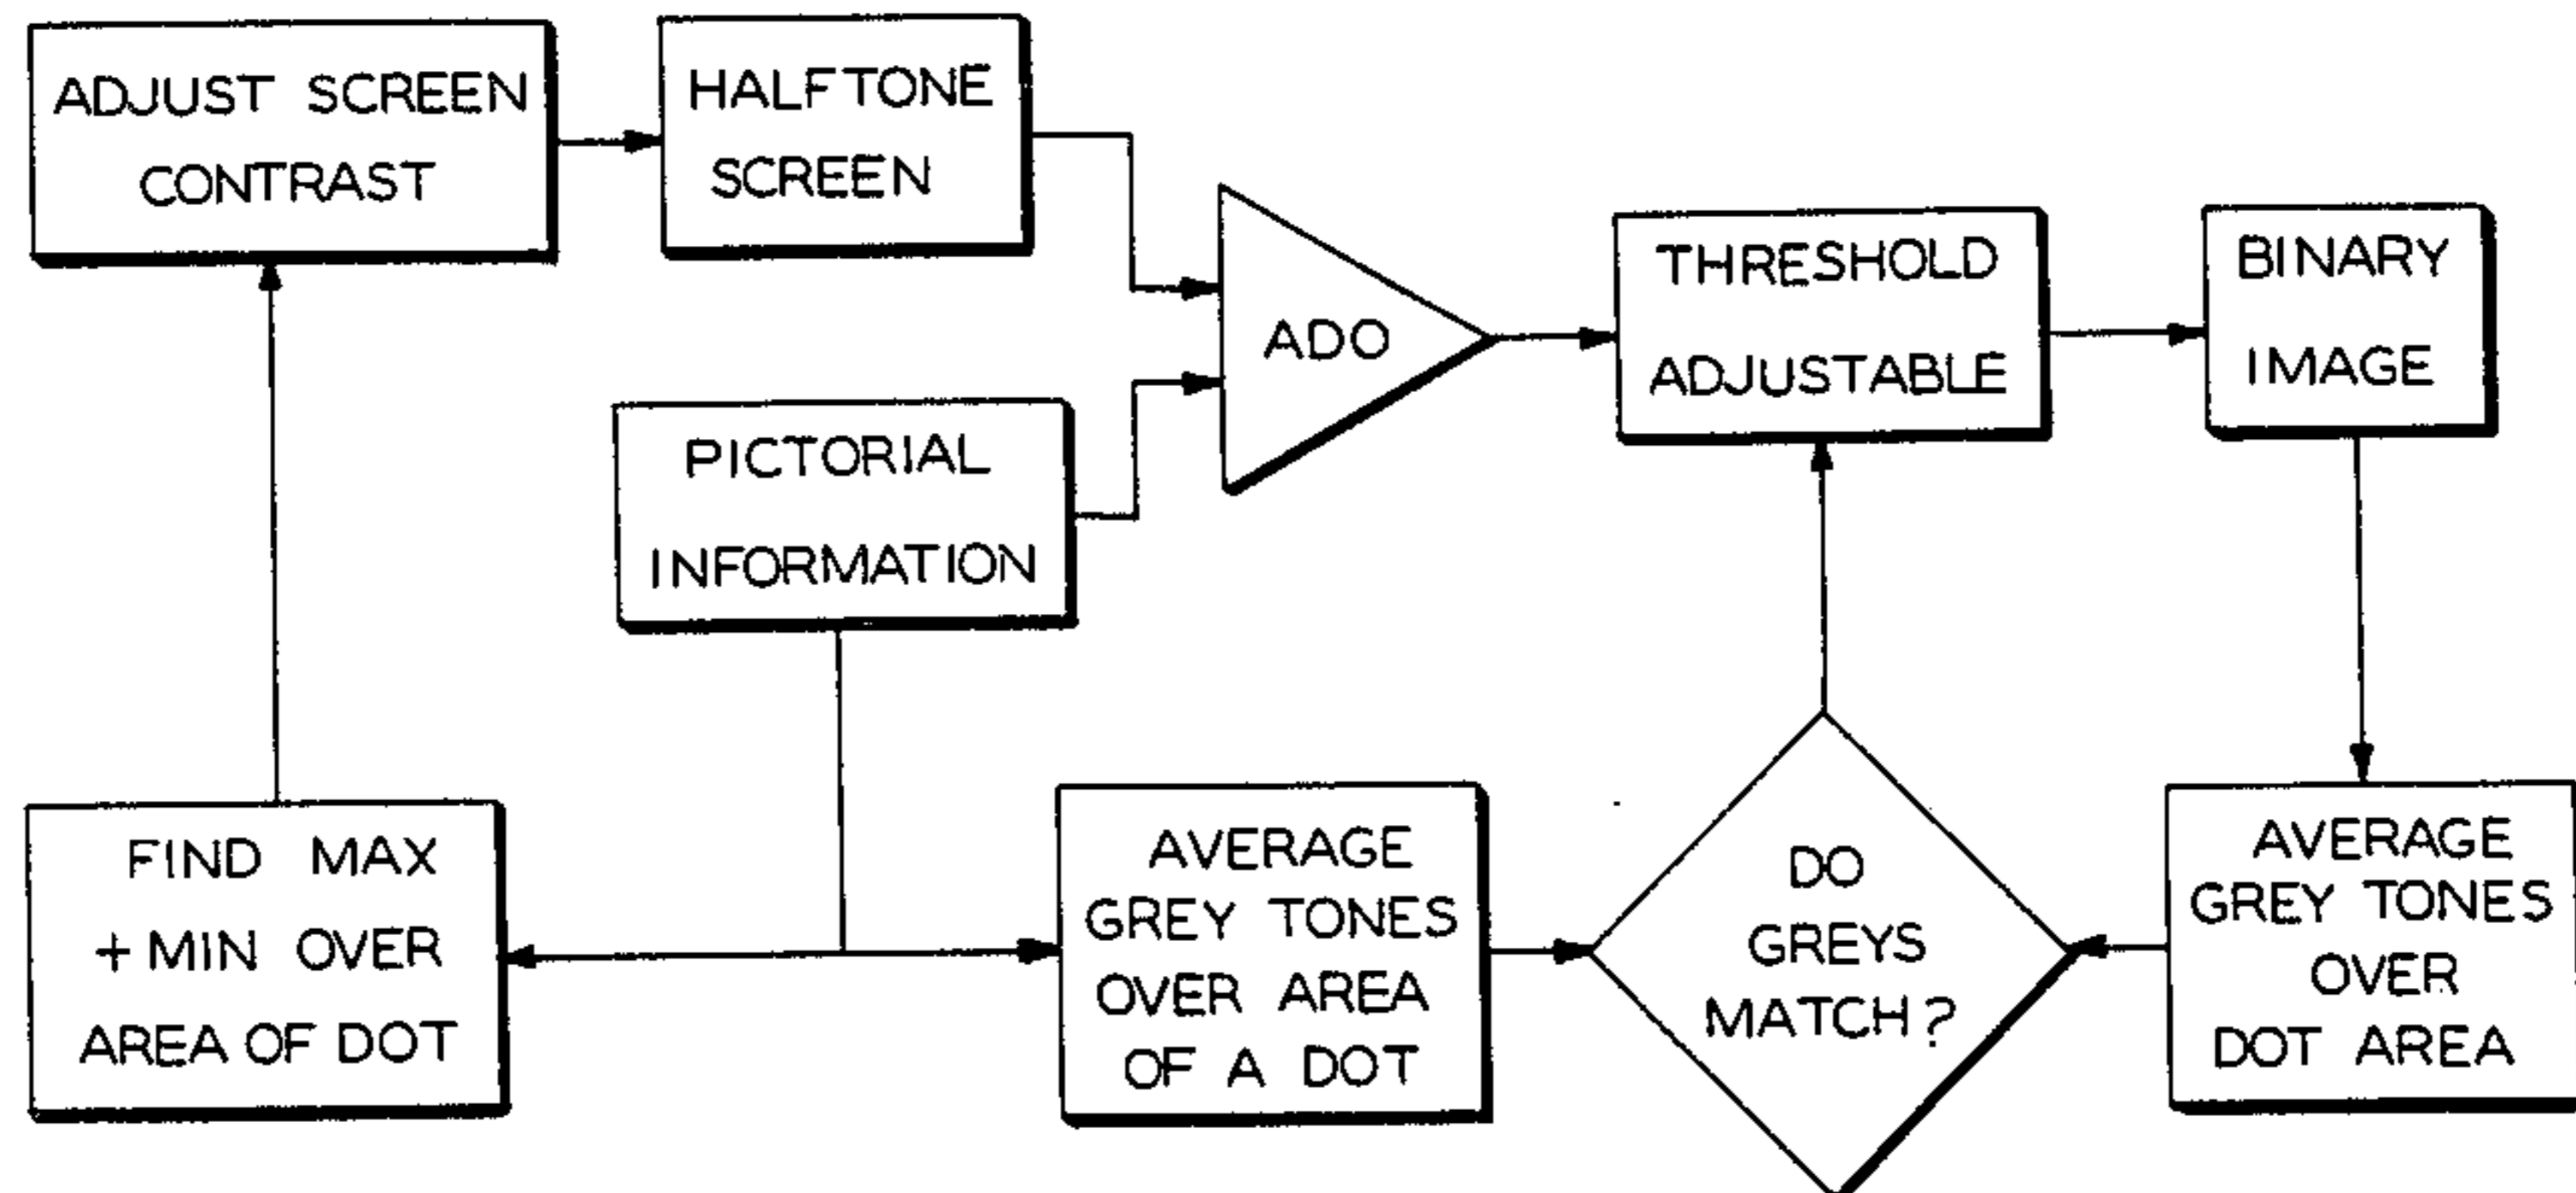 ADJUST SCREEN
CONTRAST
HALFTONE
SCREEN
ADO
THRESHOLD
ADJUSTABLE
BINARY
IMAGE
PICTORIAL
INFORMATION
FIND MAX
+ MIN OVER
AREA OF DOT
AVERAGE
GREY TONES
OVER AREA
OF A DOT
DO
GREYS
MATCH?
AVERAGE
GREY TONES
OVER
DOT AREA